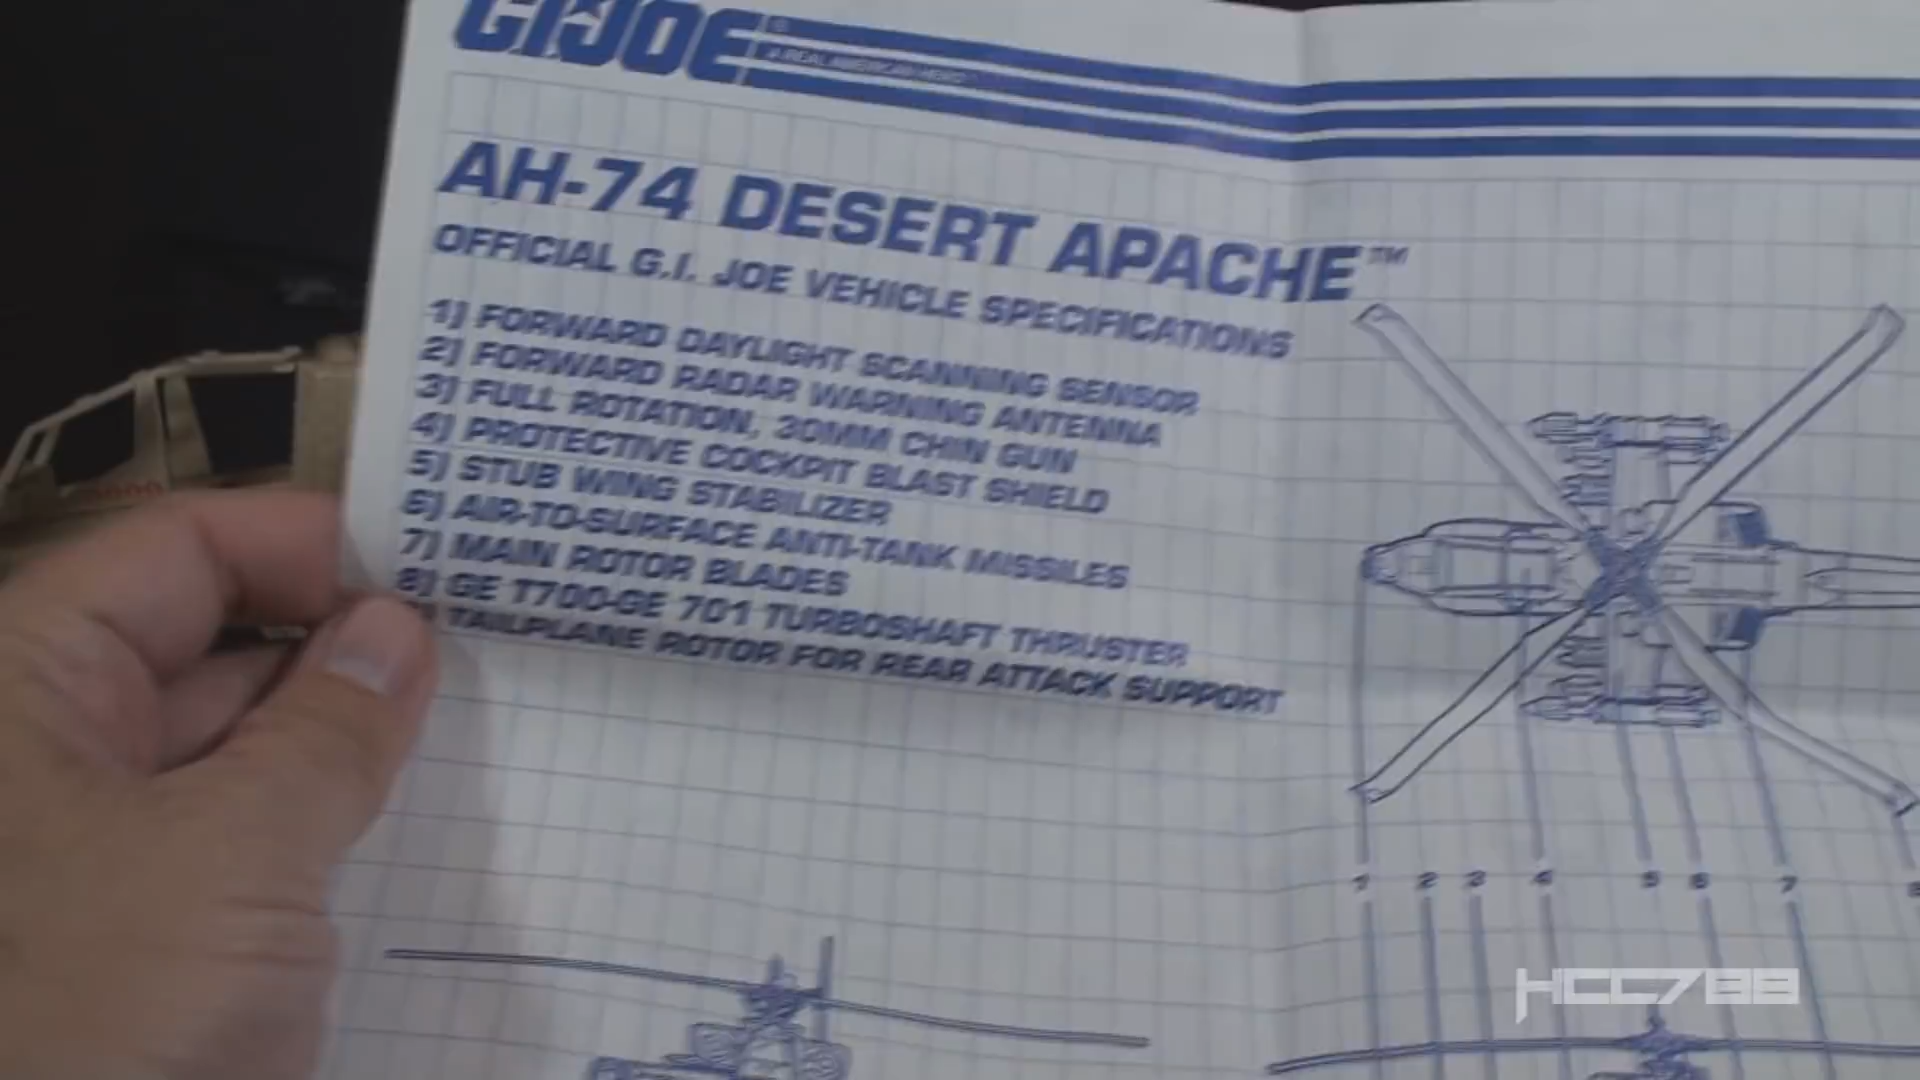 G.I. JOE
A REAL AMERICAN HERO
AH-74 DESERT APACHE™
OFFICIAL G.I. JOE VEHICLE SPECIFICATIONS
1) FORWARD DAYLIGHT SCANNING SENSOR
2) FORWARD RADAR WARNING ANTENNA
3) FULL ROTATION, 30MM CHIN GUN
4) PROTECTIVE COCKPIT BLAST SHIELD
5) STUB WING STABILIZER
6) AIR-TO-SURFACE ANTI-TANK MISSILES
7) MAIN ROTOR BLADES
8) GE T700-GE 701 TURBOSHAFT THRUSTER
TAILPLANE ROTOR FOR REAR ATTACK SUPPORT
1 2 3 4 5 6 7 8
HCC788